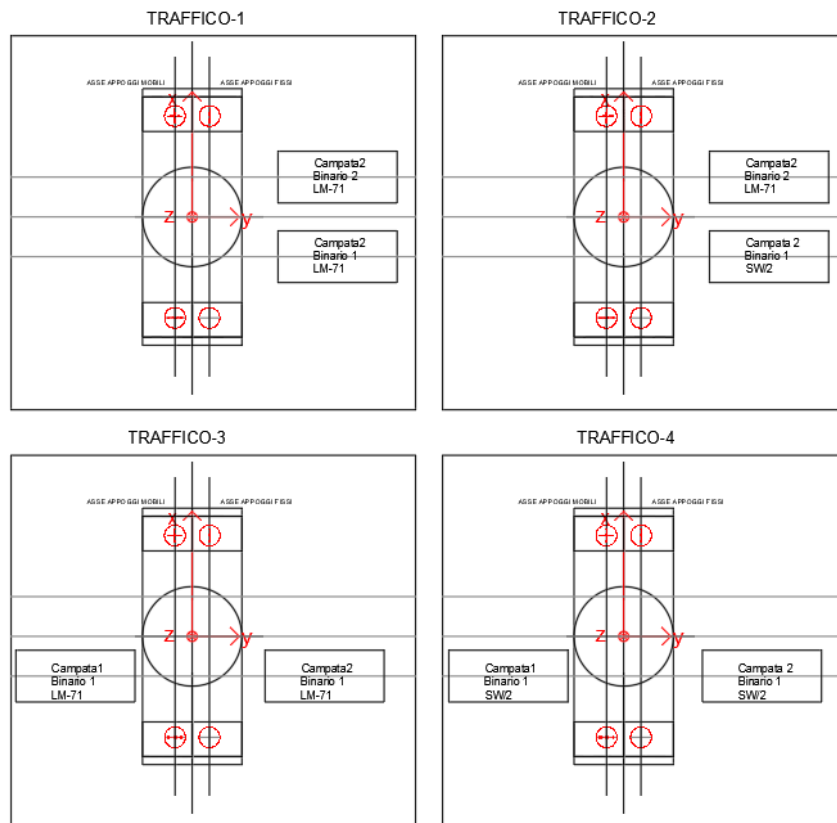 TRAFFICO-1
ASSE APPOGGI MOBILI
ASSE APPOGGI FISSI
x
Campata2
Binario 2
LM-71
z
y
Campata2
Binario 1
LM-71
TRAFFICO-2
ASSE APPOGGI MOBILI
ASSE APPOGGI FISSI
x
Campata2
Binario 2
LM-71
z
y
Campata 2
Binario 1
SW/2
TRAFFICO-3
ASSE APPOGGI MOBILI
ASSE APPOGGI FISSI
x
z
y
Campata1
Binario 1
LM-71
Campata2
Binario 1
LM-71
TRAFFICO-4
ASSE APPOGGI MOBILI
ASSE APPOGGI FISSI
x
z
y
Campata1
Binario 1
SW/2
Campata 2
Binario 1
SW/2